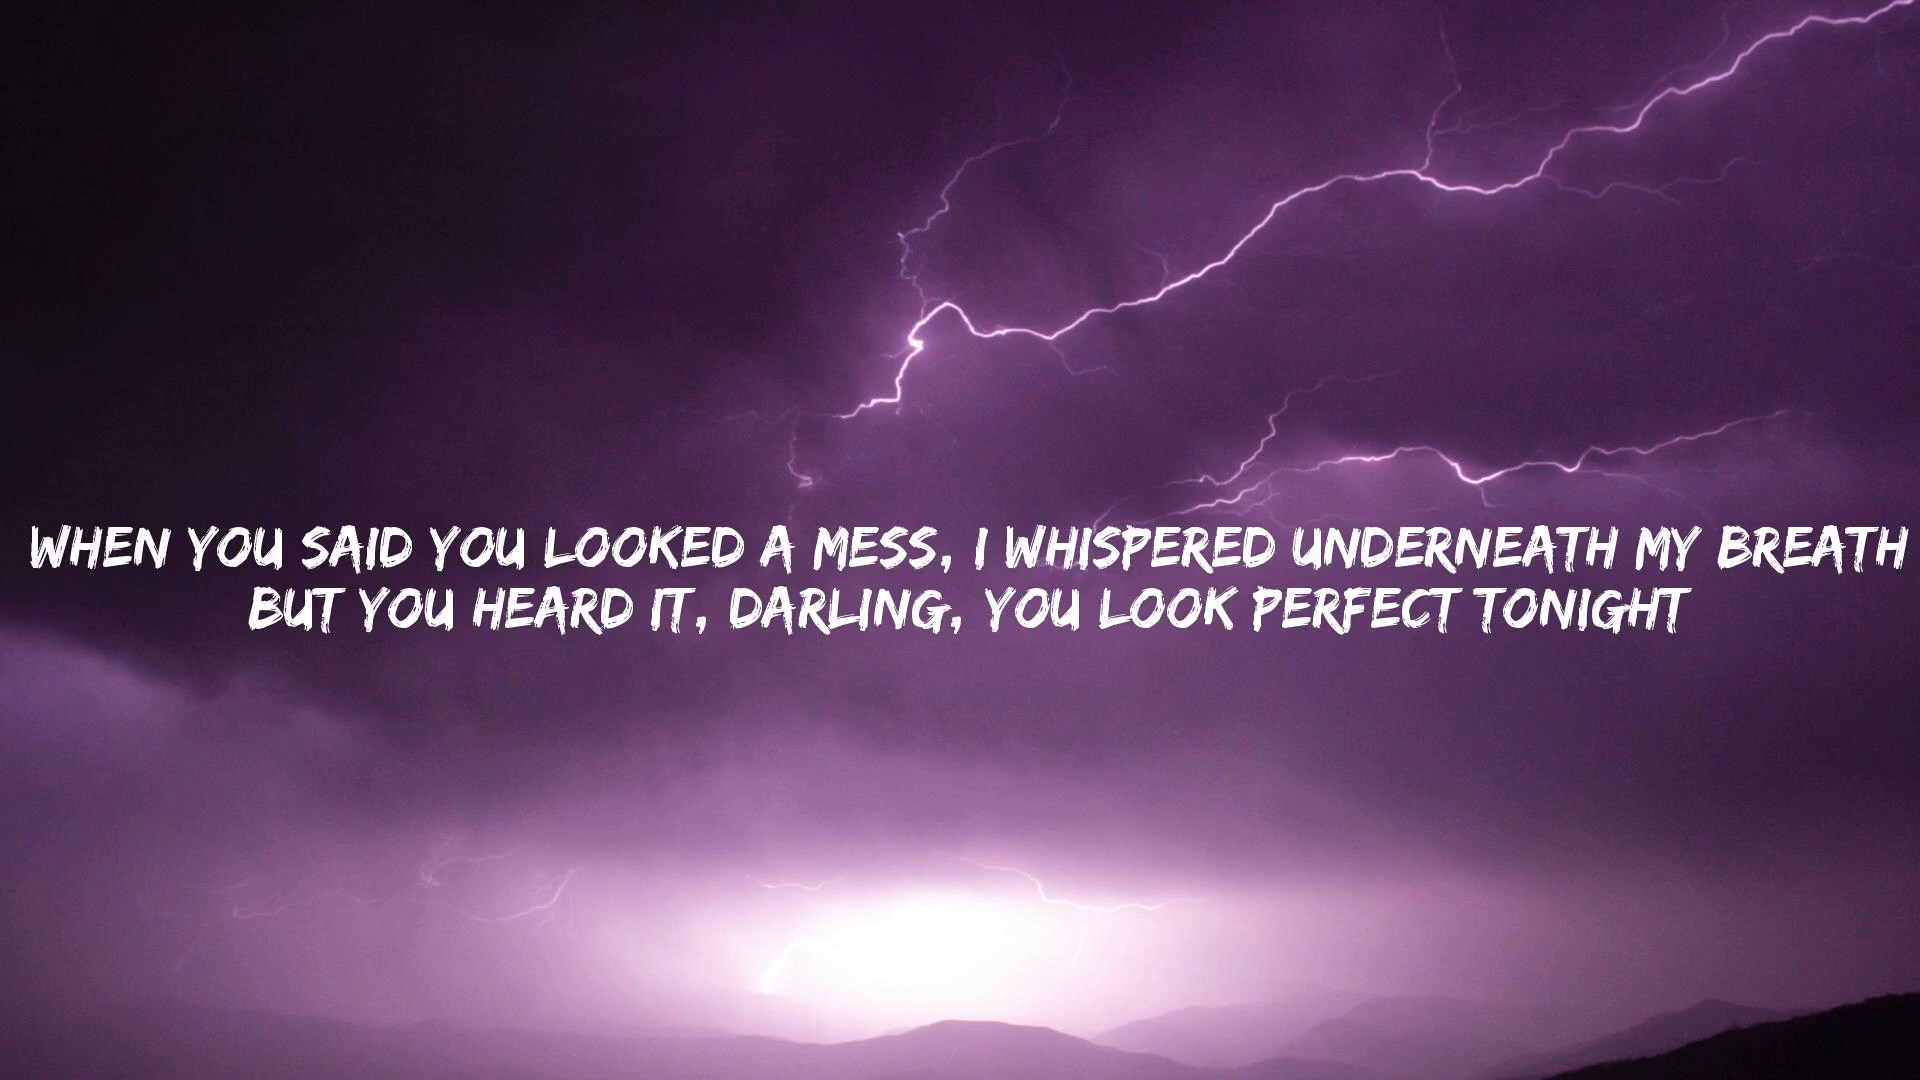 WHEN YOU SAID YOU LOOKED A MESS, I WHISPERED UNDERNEATH MY BREATH
BUT YOU HEARD IT, DARLING, YOU LOOK PERFECT TONIGHT